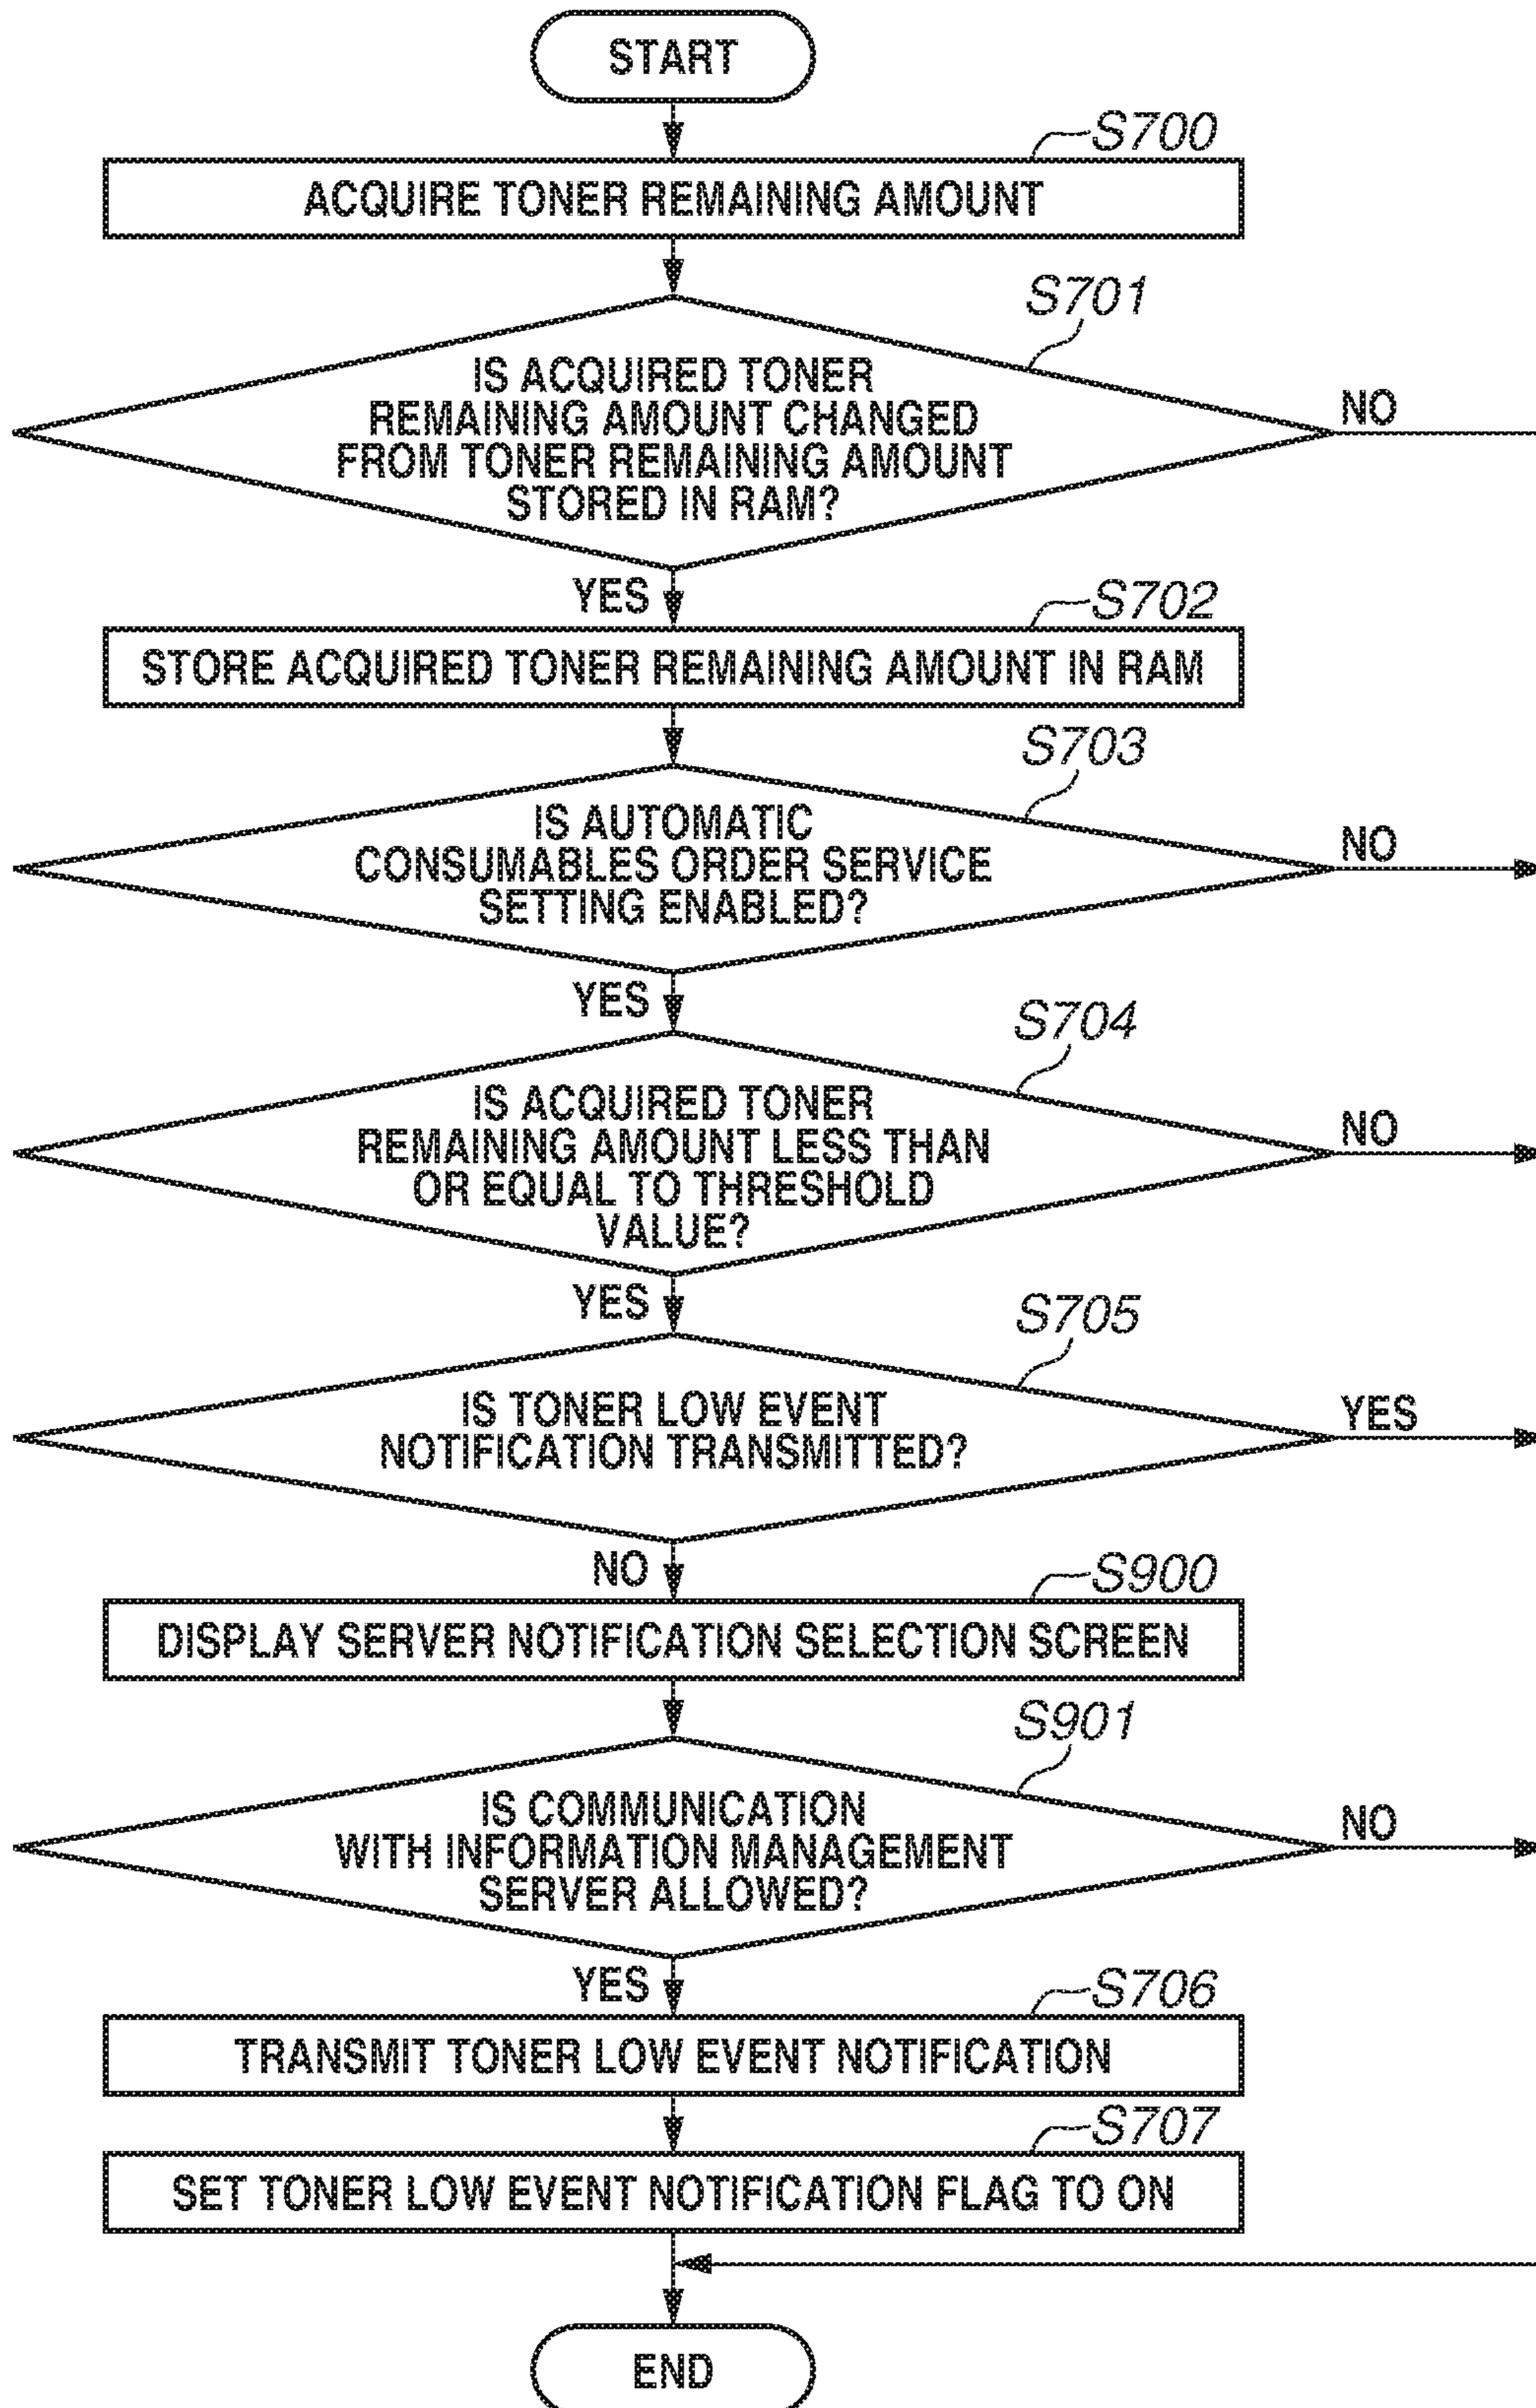 START
S700
ACQUIRE TONER REMAINING AMOUNT
S701
IS ACQUIRED TONER
REMAINING AMOUNT CHANGED
FROM TONER REMAINING AMOUNT
STORED IN RAM?
NO
YES
S702
STORE ACQUIRED TONER REMAINING AMOUNT IN RAM
S703
IS AUTOMATIC
CONSUMABLES ORDER SERVICE
SETTING ENABLED?
NO
YES
S704
IS ACQUIRED TONER
REMAINING AMOUNT LESS THAN
OR EQUAL TO THRESHOLD
VALUE?
NO
YES
S705
IS TONER LOW EVENT
NOTIFICATION TRANSMITTED?
YES
NO
S900
DISPLAY SERVER NOTIFICATION SELECTION SCREEN
S901
IS COMMUNICATION
WITH INFORMATION MANAGEMENT
SERVER ALLOWED?
NO
YES
S706
TRANSMIT TONER LOW EVENT NOTIFICATION
S707
SET TONER LOW EVENT NOTIFICATION FLAG TO ON
END